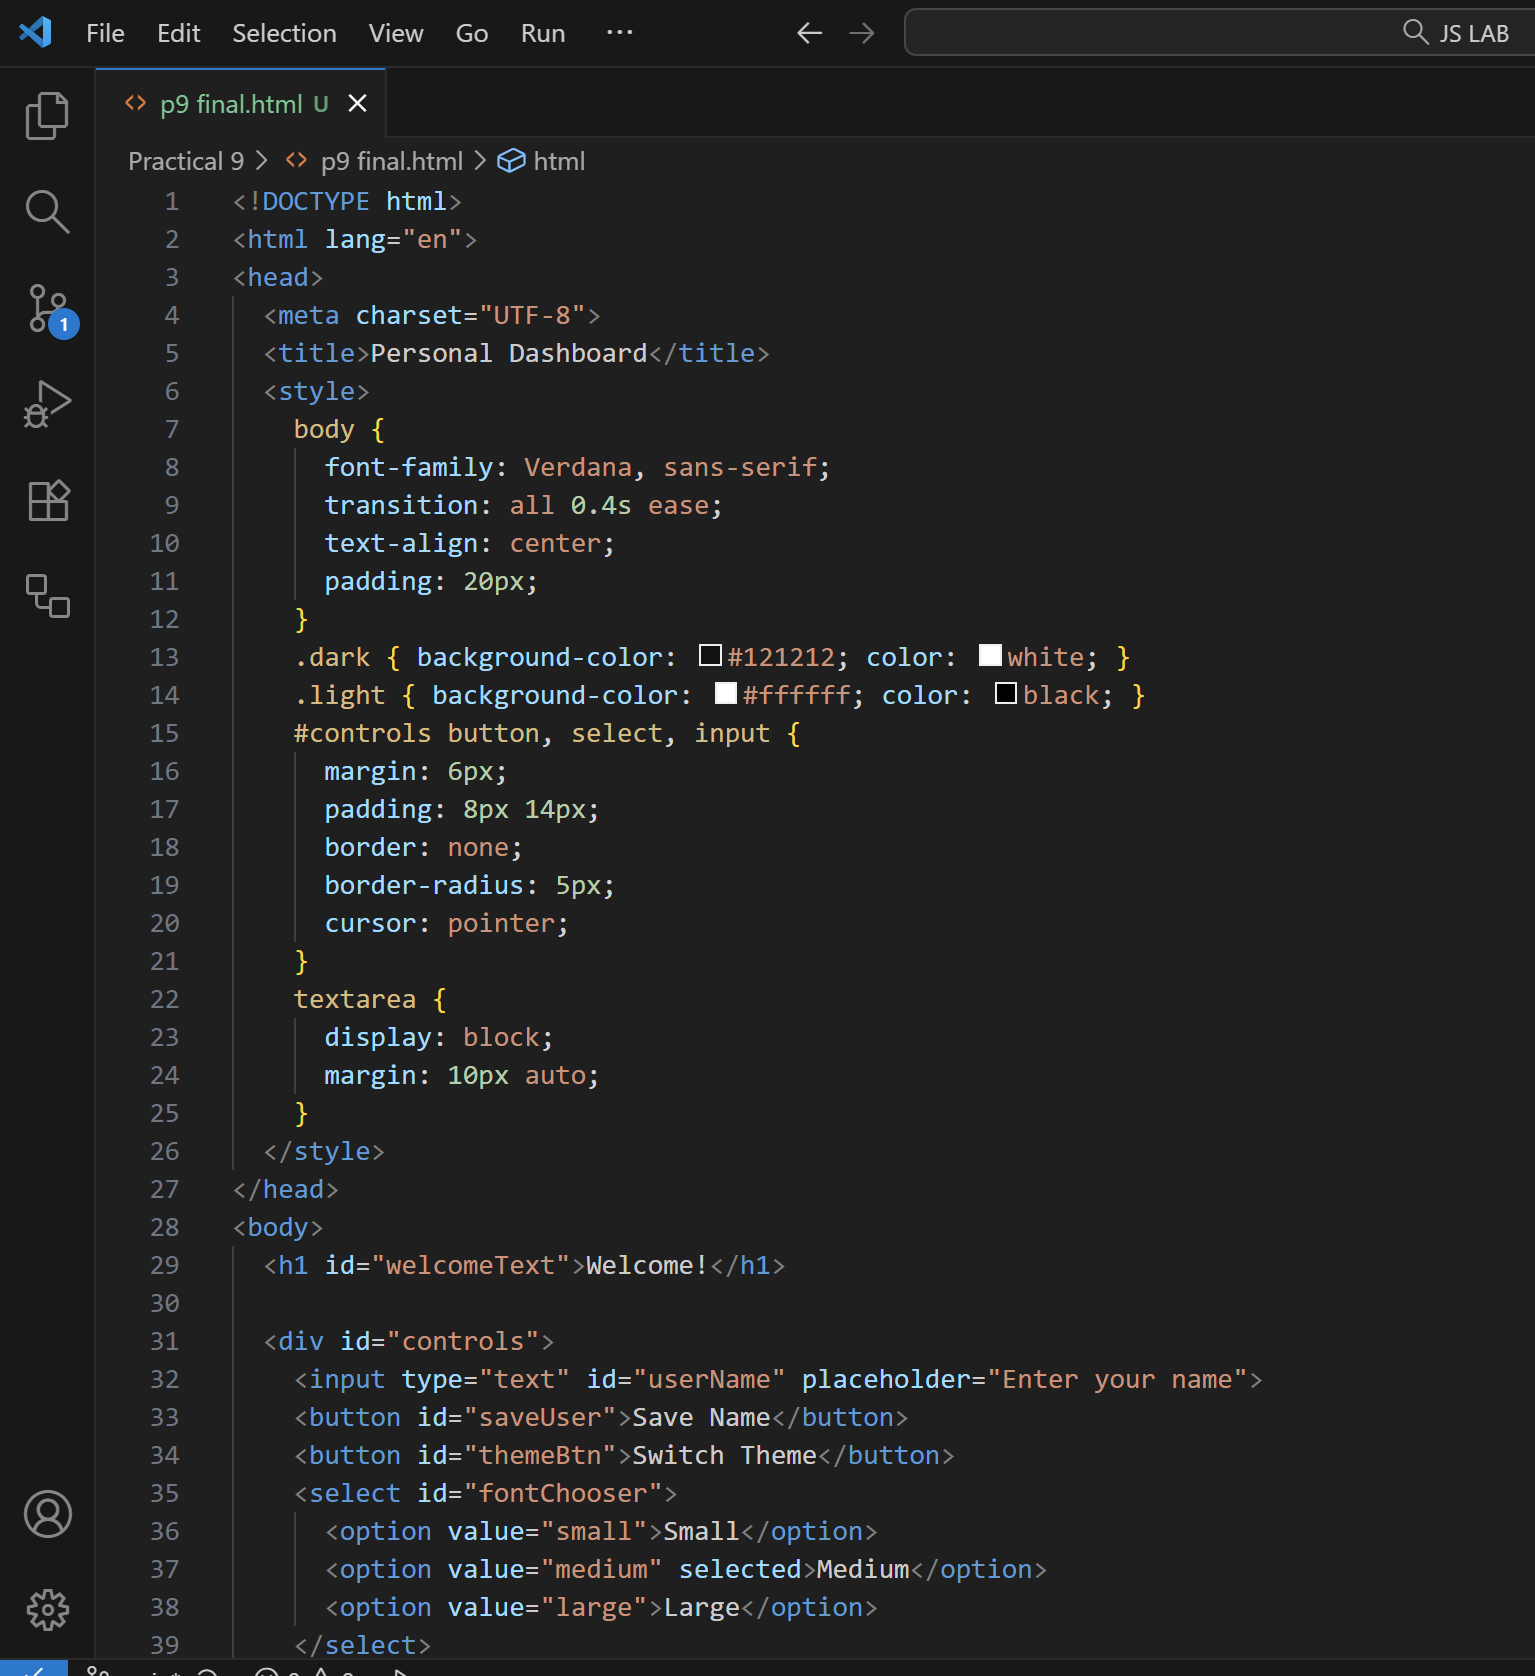 File Edit Selection View Go Run ··· JS LAB
p9 final.html U
Practical 9 > p9 final.html > html
1 <!DOCTYPE html>
2 <html lang="en">
3 <head>
4 <meta charset="UTF-8">
5 <title>Personal Dashboard</title>
6 <style>
7 body {
8 font-family: Verdana, sans-serif;
9 transition: all 0.4s ease;
10 text-align: center;
11 padding: 20px;
12 }
13 .dark { background-color: #121212; color: white; }
14 .light { background-color: #ffffff; color: black; }
15 #controls button, select, input {
16 margin: 6px;
17 padding: 8px 14px;
18 border: none;
19 border-radius: 5px;
20 cursor: pointer;
21 }
22 textarea {
23 display: block;
24 margin: 10px auto;
25 }
26 </style>
27 </head>
28 <body>
29 <h1 id="welcomeText">Welcome!</h1>
30
31 <div id="controls">
32 <input type="text" id="userName" placeholder="Enter your name">
33 <button id="saveUser">Save Name</button>
34 <button id="themeBtn">Switch Theme</button>
35 <select id="fontChooser">
36 <option value="small">Small</option>
37 <option value="medium" selected>Medium</option>
38 <option value="large">Large</option>
39 </select>
1